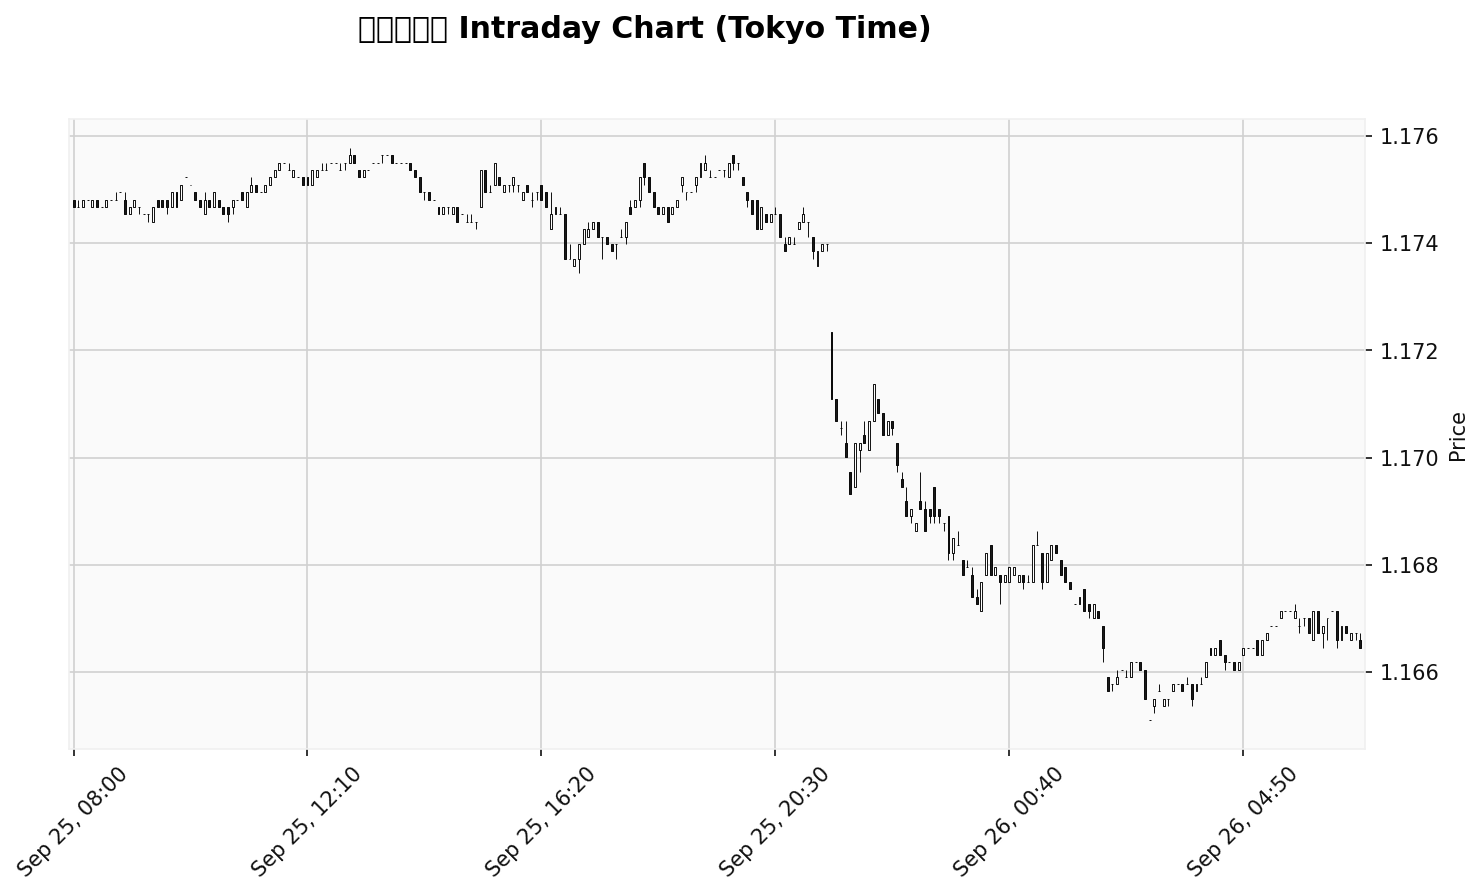 Intraday Chart (Tokyo Time)
1.176
1.174
1.172
1.170
1.168
1.166
Price
Sep 25, 08:00
Sep 25, 12:10
Sep 25, 16:20
Sep 25, 20:30
Sep 26, 00:40
Sep 26, 04:50